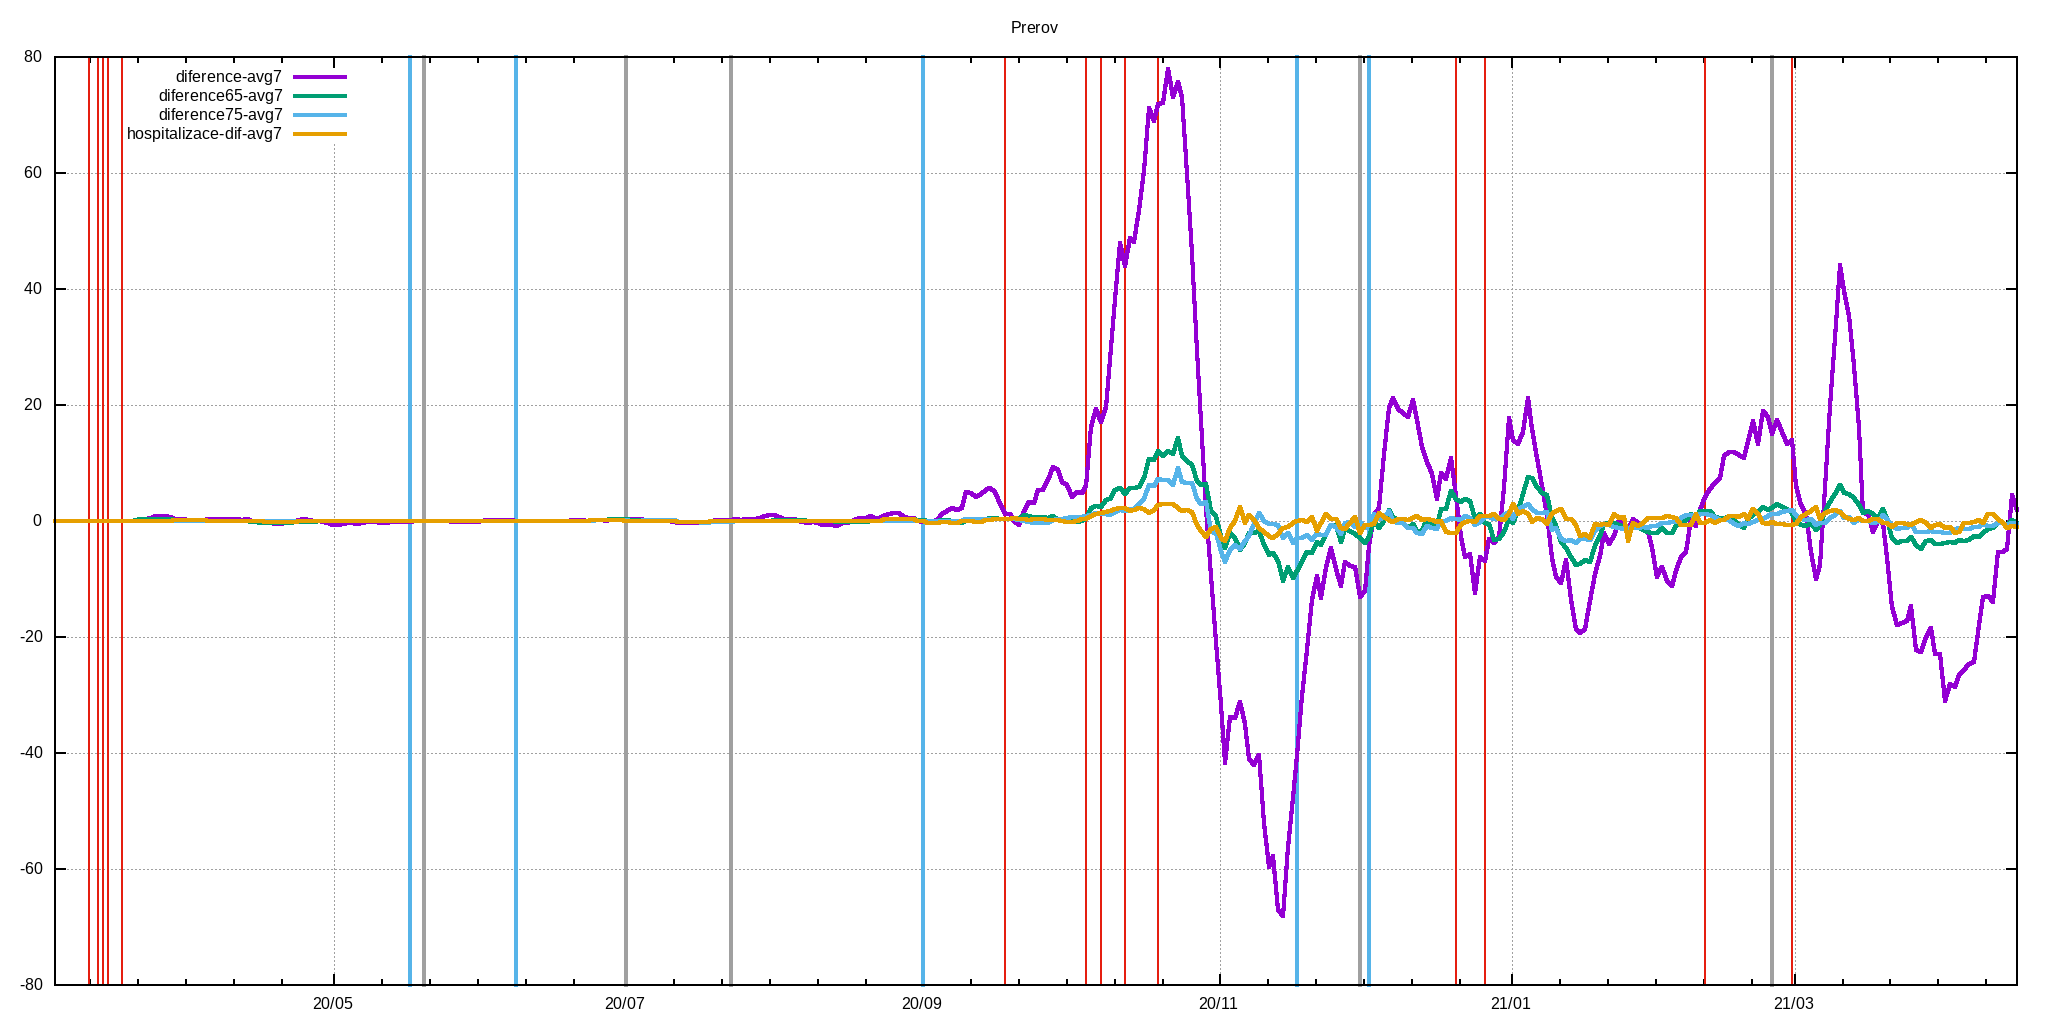 Prerov
80
diference-avg7
diference65-avg7
diference75-avg7
hospitalizace-dif-avg7
60
40
20
0
-20
-40
-60
-80
20/05 20/07 20/09 20/11 21/01 21/03